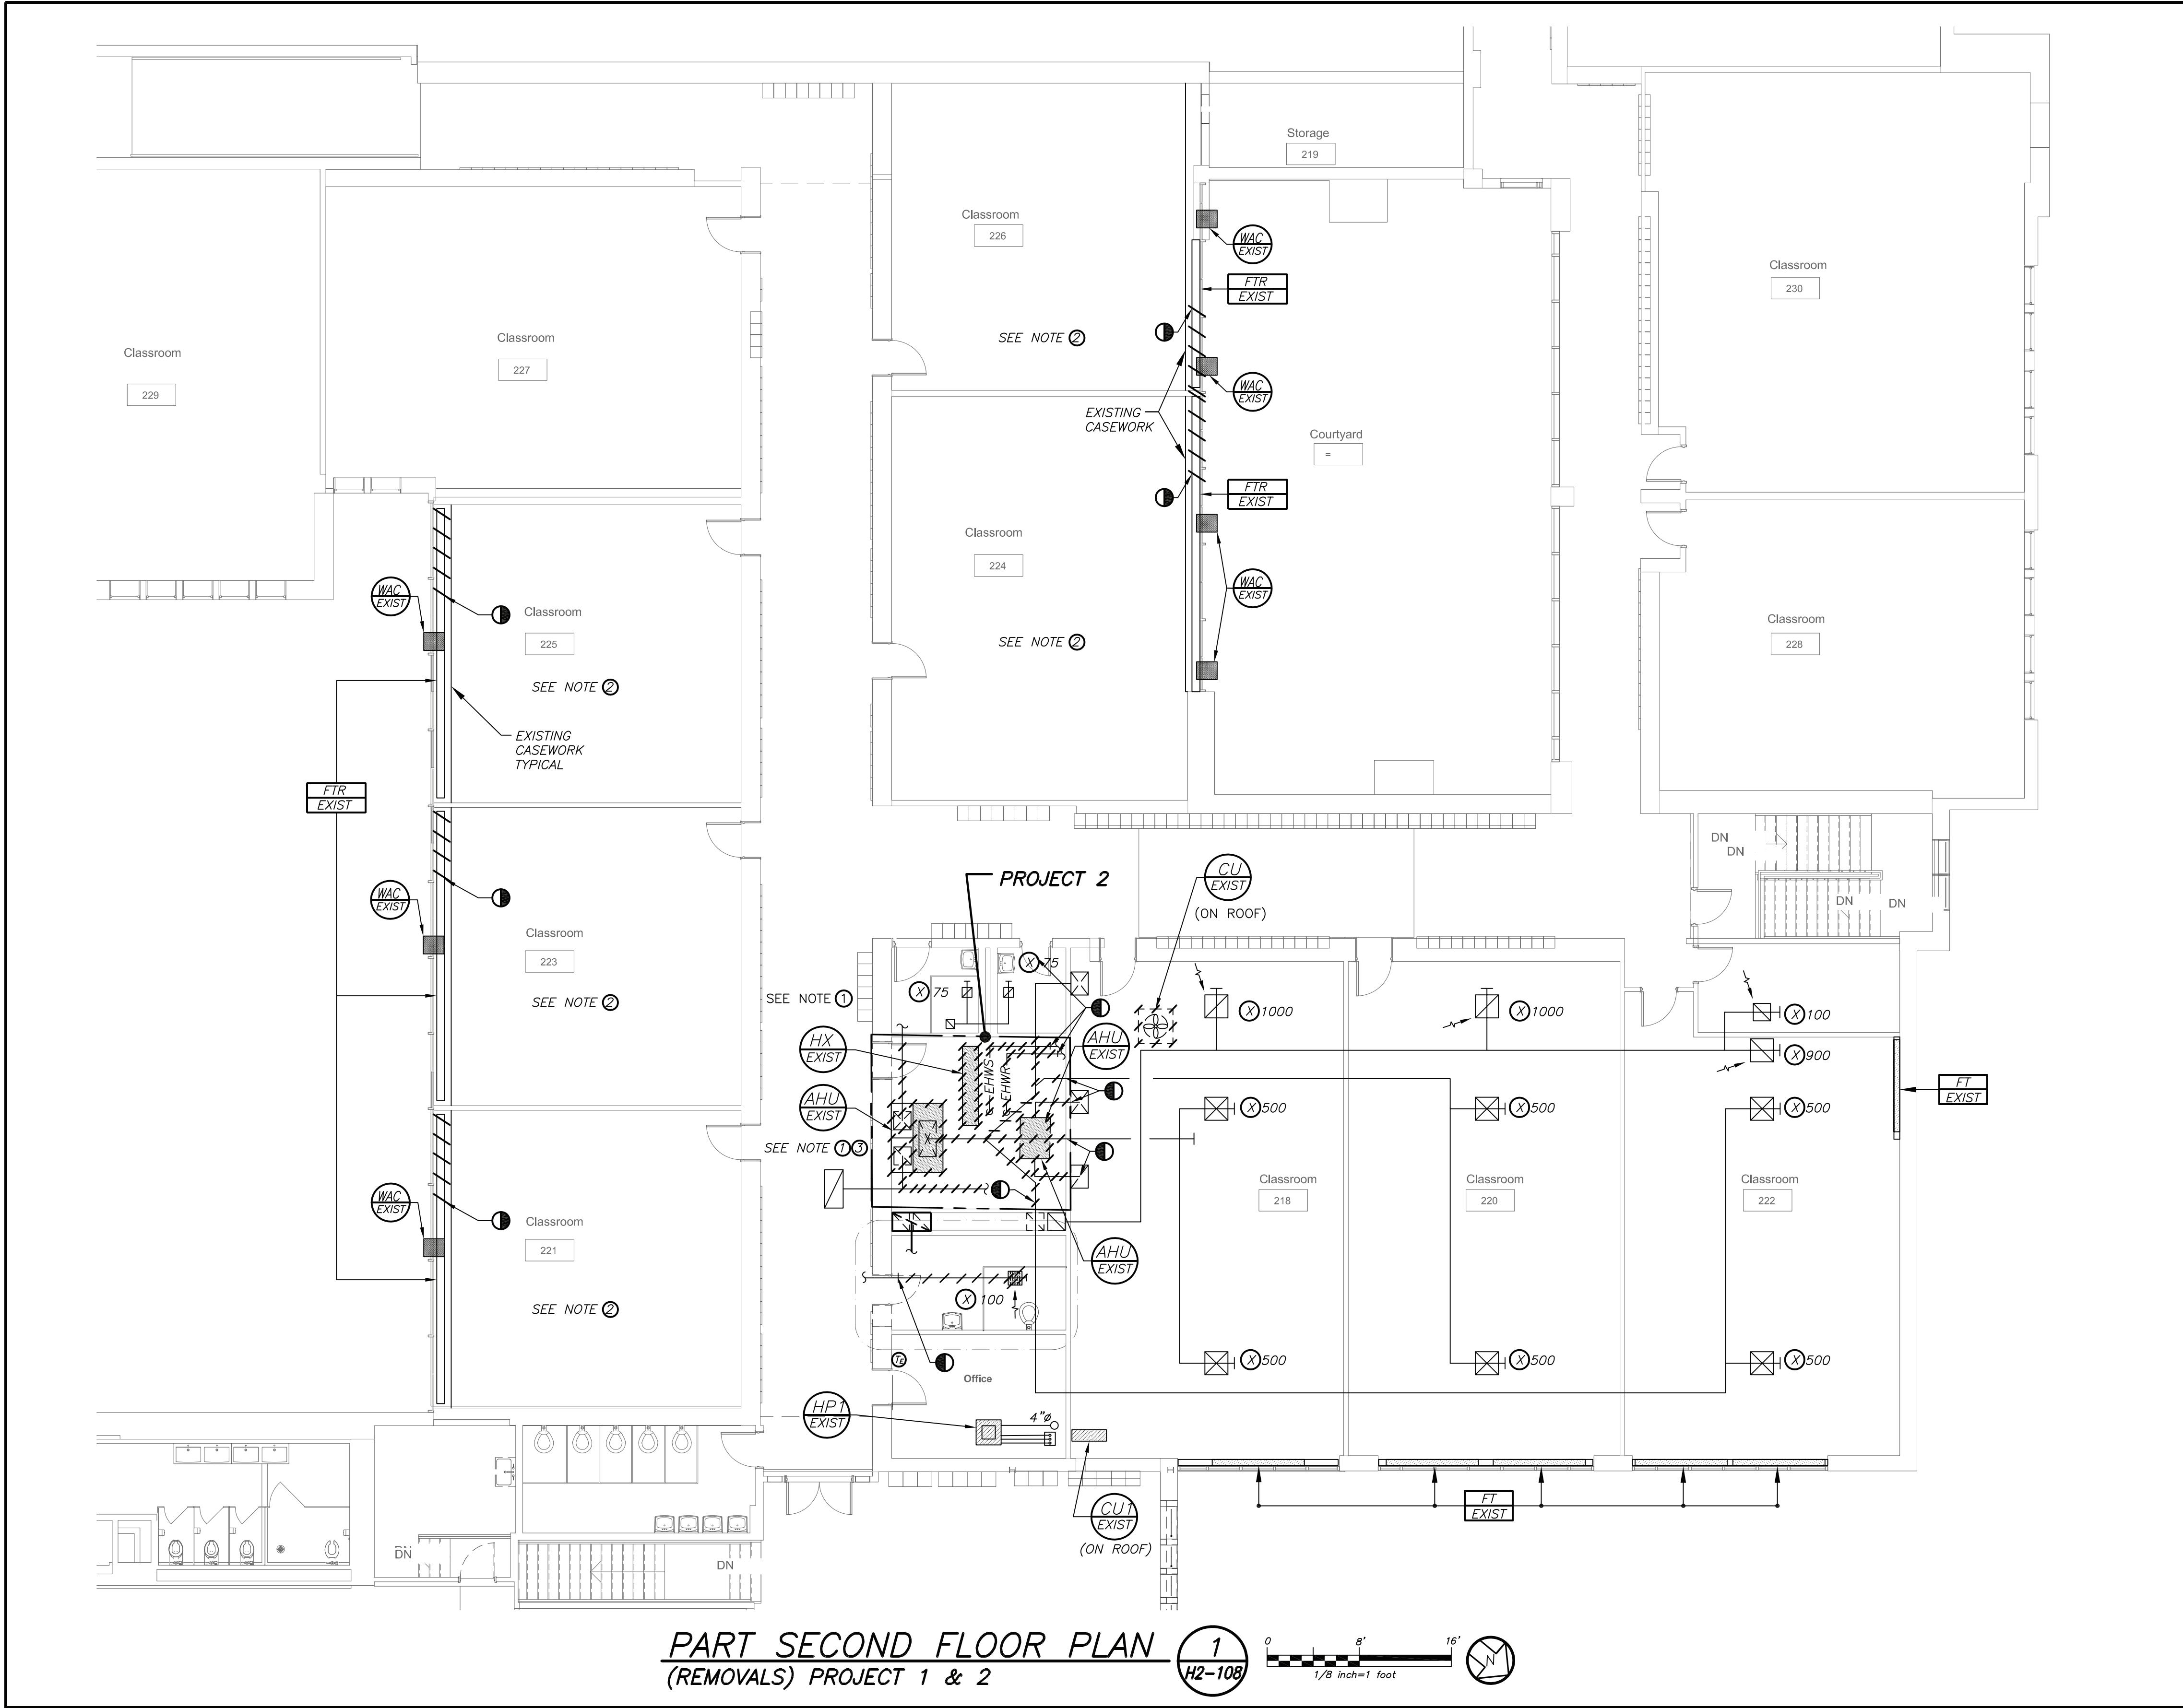 Storage
219
Classroom
226
WAC
EXIST
FTR
EXIST
Classroom
230
SEE NOTE 2
Classroom
227
Classroom
229
WAC
EXIST
EXISTING
CASEWORK
Courtyard
=
FTR
EXIST
Classroom
224
WAC
EXIST
WAC
EXIST
Classroom
225
SEE NOTE 2
Classroom
228
SEE NOTE 2
EXISTING
CASEWORK
TYPICAL
FTR
EXIST
DN
DN
DN
DN
PROJECT 2
CU
EXIST
(ON ROOF)
WAC
EXIST
Classroom
223
SEE NOTE 2
SEE NOTE 1
X 75
X 75
X 1000
X 1000
X 100
X 900
HX
EXIST
EHWS
EHWR
AHU
EXIST
FT
EXIST
AHU
EXIST
X 500
X 500
X 500
SEE NOTE 1 3
X
Classroom
218
Classroom
220
Classroom
222
WAC
EXIST
Classroom
221
SEE NOTE 2
AHU
EXIST
X 100
TE
Office
X 500
X 500
X 500
HP1
EXIST
4"ø
CU1
EXIST
(ON ROOF)
FT
EXIST
DN
DN
PART SECOND FLOOR PLAN
(REMOVALS) PROJECT 1 & 2
1
H2-108
0 8' 16'
1/8 inch=1 foot
N